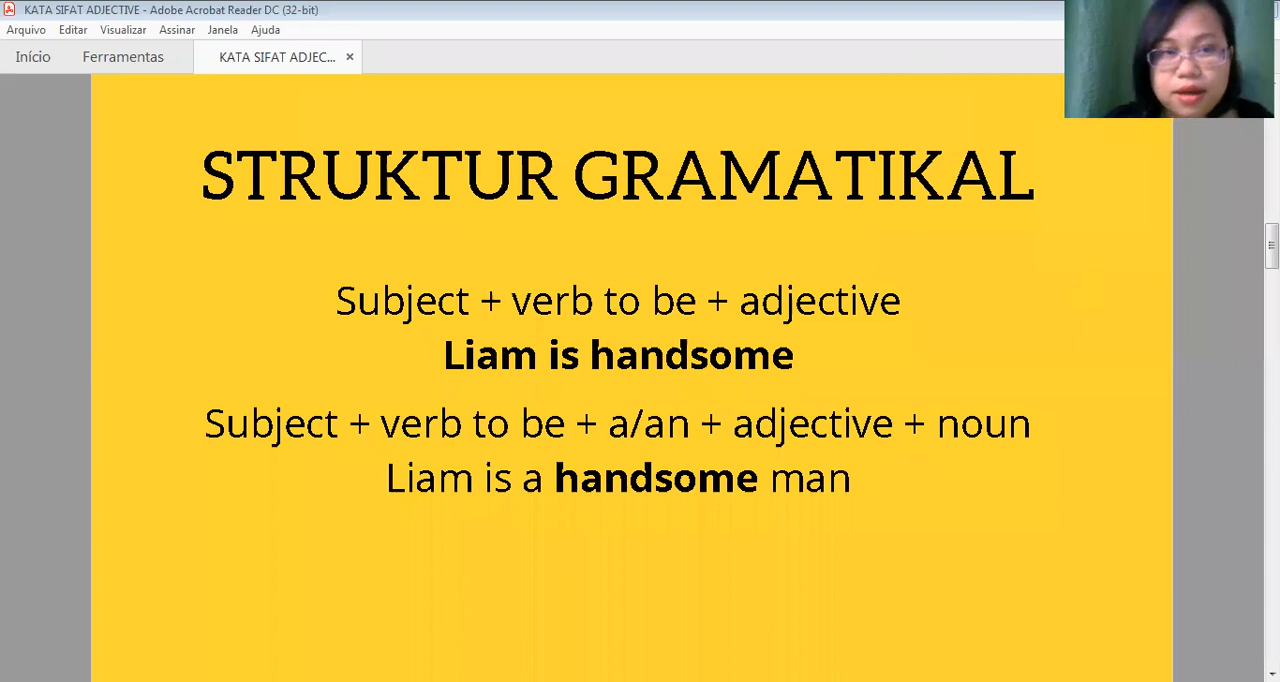 KATA SIFAT ADJECTIVE - Adobe Acrobat Reader DC (32-bit)
Arquivo Editar Visualizar Assinar Janela Ajuda
Início Ferramentas KATA SIFAT ADJEC... ×
STRUKTUR GRAMATIKAL
Subject + verb to be + adjective
Liam is handsome
Subject + verb to be + a/an + adjective + noun
Liam is a handsome man